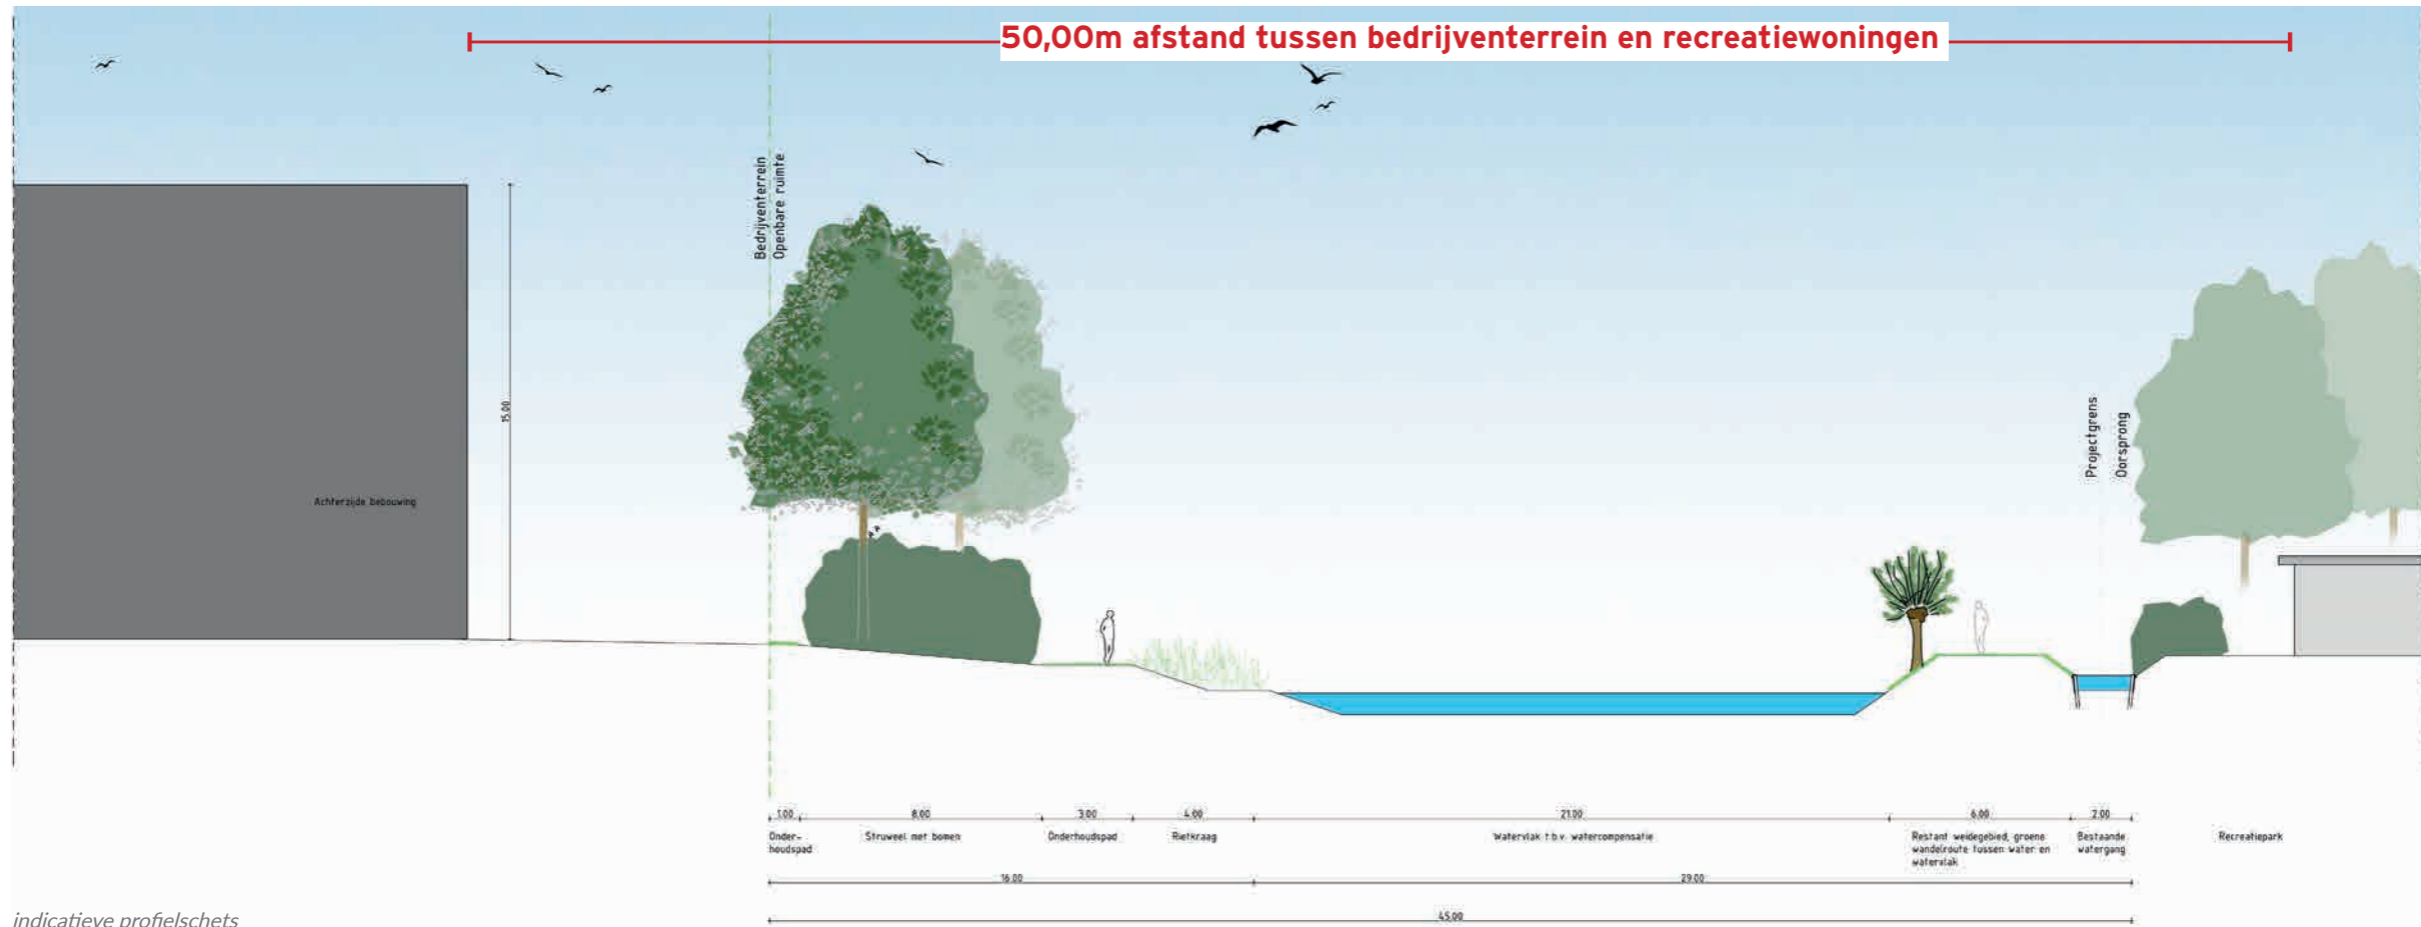 50,00m afstand tussen bedrijventerrein en recreatiewoningen
Bedrijventerrein
Openbare ruimte
15.00
Achterzijde bebouwing
Projectgrens
Oorsprong
1.00
8.00
3.00
4.00
21.00
6.00
2.00
Onder-
houdspad
Struweel met bomen
Onderhoudspad
Rietkraag
Watervlak t.b.v. watercompensatie
Restant weidegebied, groene
wandelroute tussen water en
watervlak
Bestaande
watergang
Recreatiepark
16.00
29.00
45.00
indicatieve profielschets